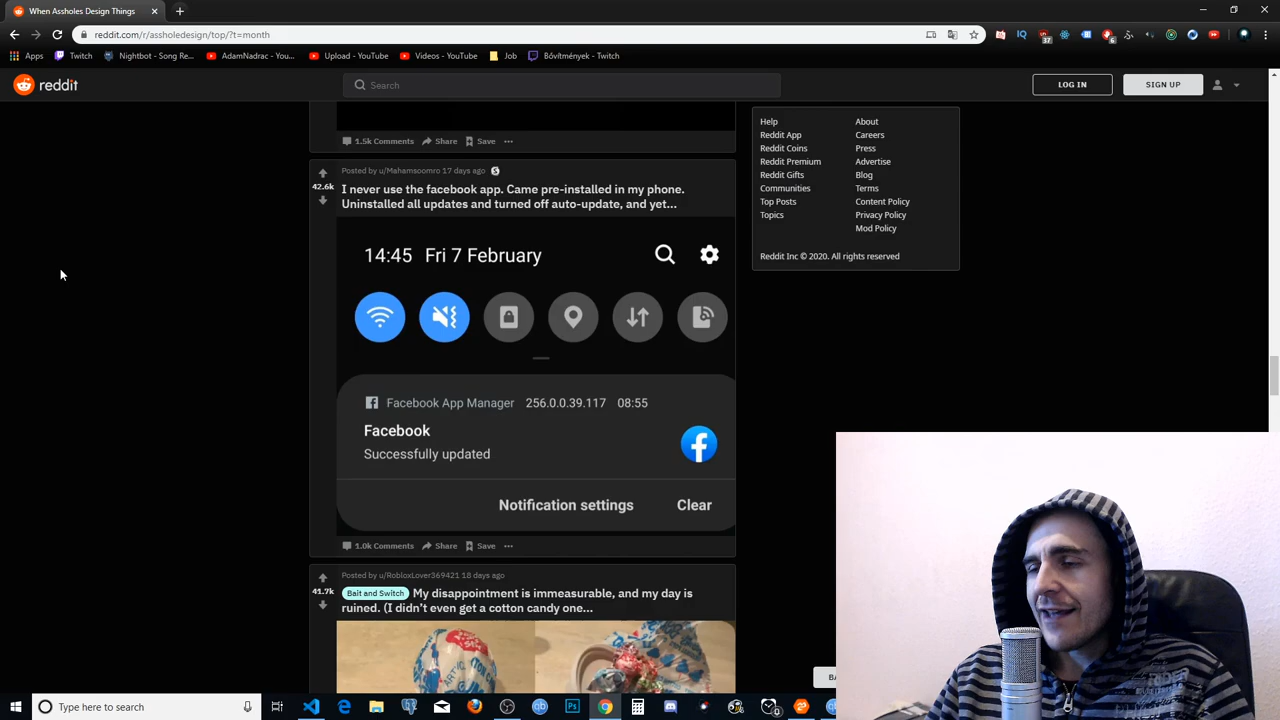 When Assholes Design Things
reddit.com/r/assholedesign/top/?t=month
Apps
Twitch
Nightbot - Song Re...
AdamNadrac - You...
Upload - YouTube
Videos - YouTube
Job
Bővítmények - Twitch
reddit
Search
LOG IN
SIGN UP
1.5k Comments
Share
Save
Help
About
Reddit App
Careers
Reddit Coins
Press
Reddit Premium
Advertise
Reddit Gifts
Blog
Communities
Terms
Top Posts
Content Policy
Topics
Privacy Policy
Mod Policy
Reddit Inc © 2020. All rights reserved
Posted by u/Mahamsoomro 17 days ago
42.6k
I never use the facebook app. Came pre-installed in my phone.
Uninstalled all updates and turned off auto-update, and yet...
14:45 Fri 7 February
Facebook App Manager 256.0.0.39.117 08:55
Facebook
Successfully updated
Notification settings
Clear
1.0k Comments
Share
Save
Posted by u/RobloxLover369421 18 days ago
41.7k
Bait and Switch My disappointment is immeasurable, and my day is
ruined. (I didn't even get a cotton candy one...
Type here to search